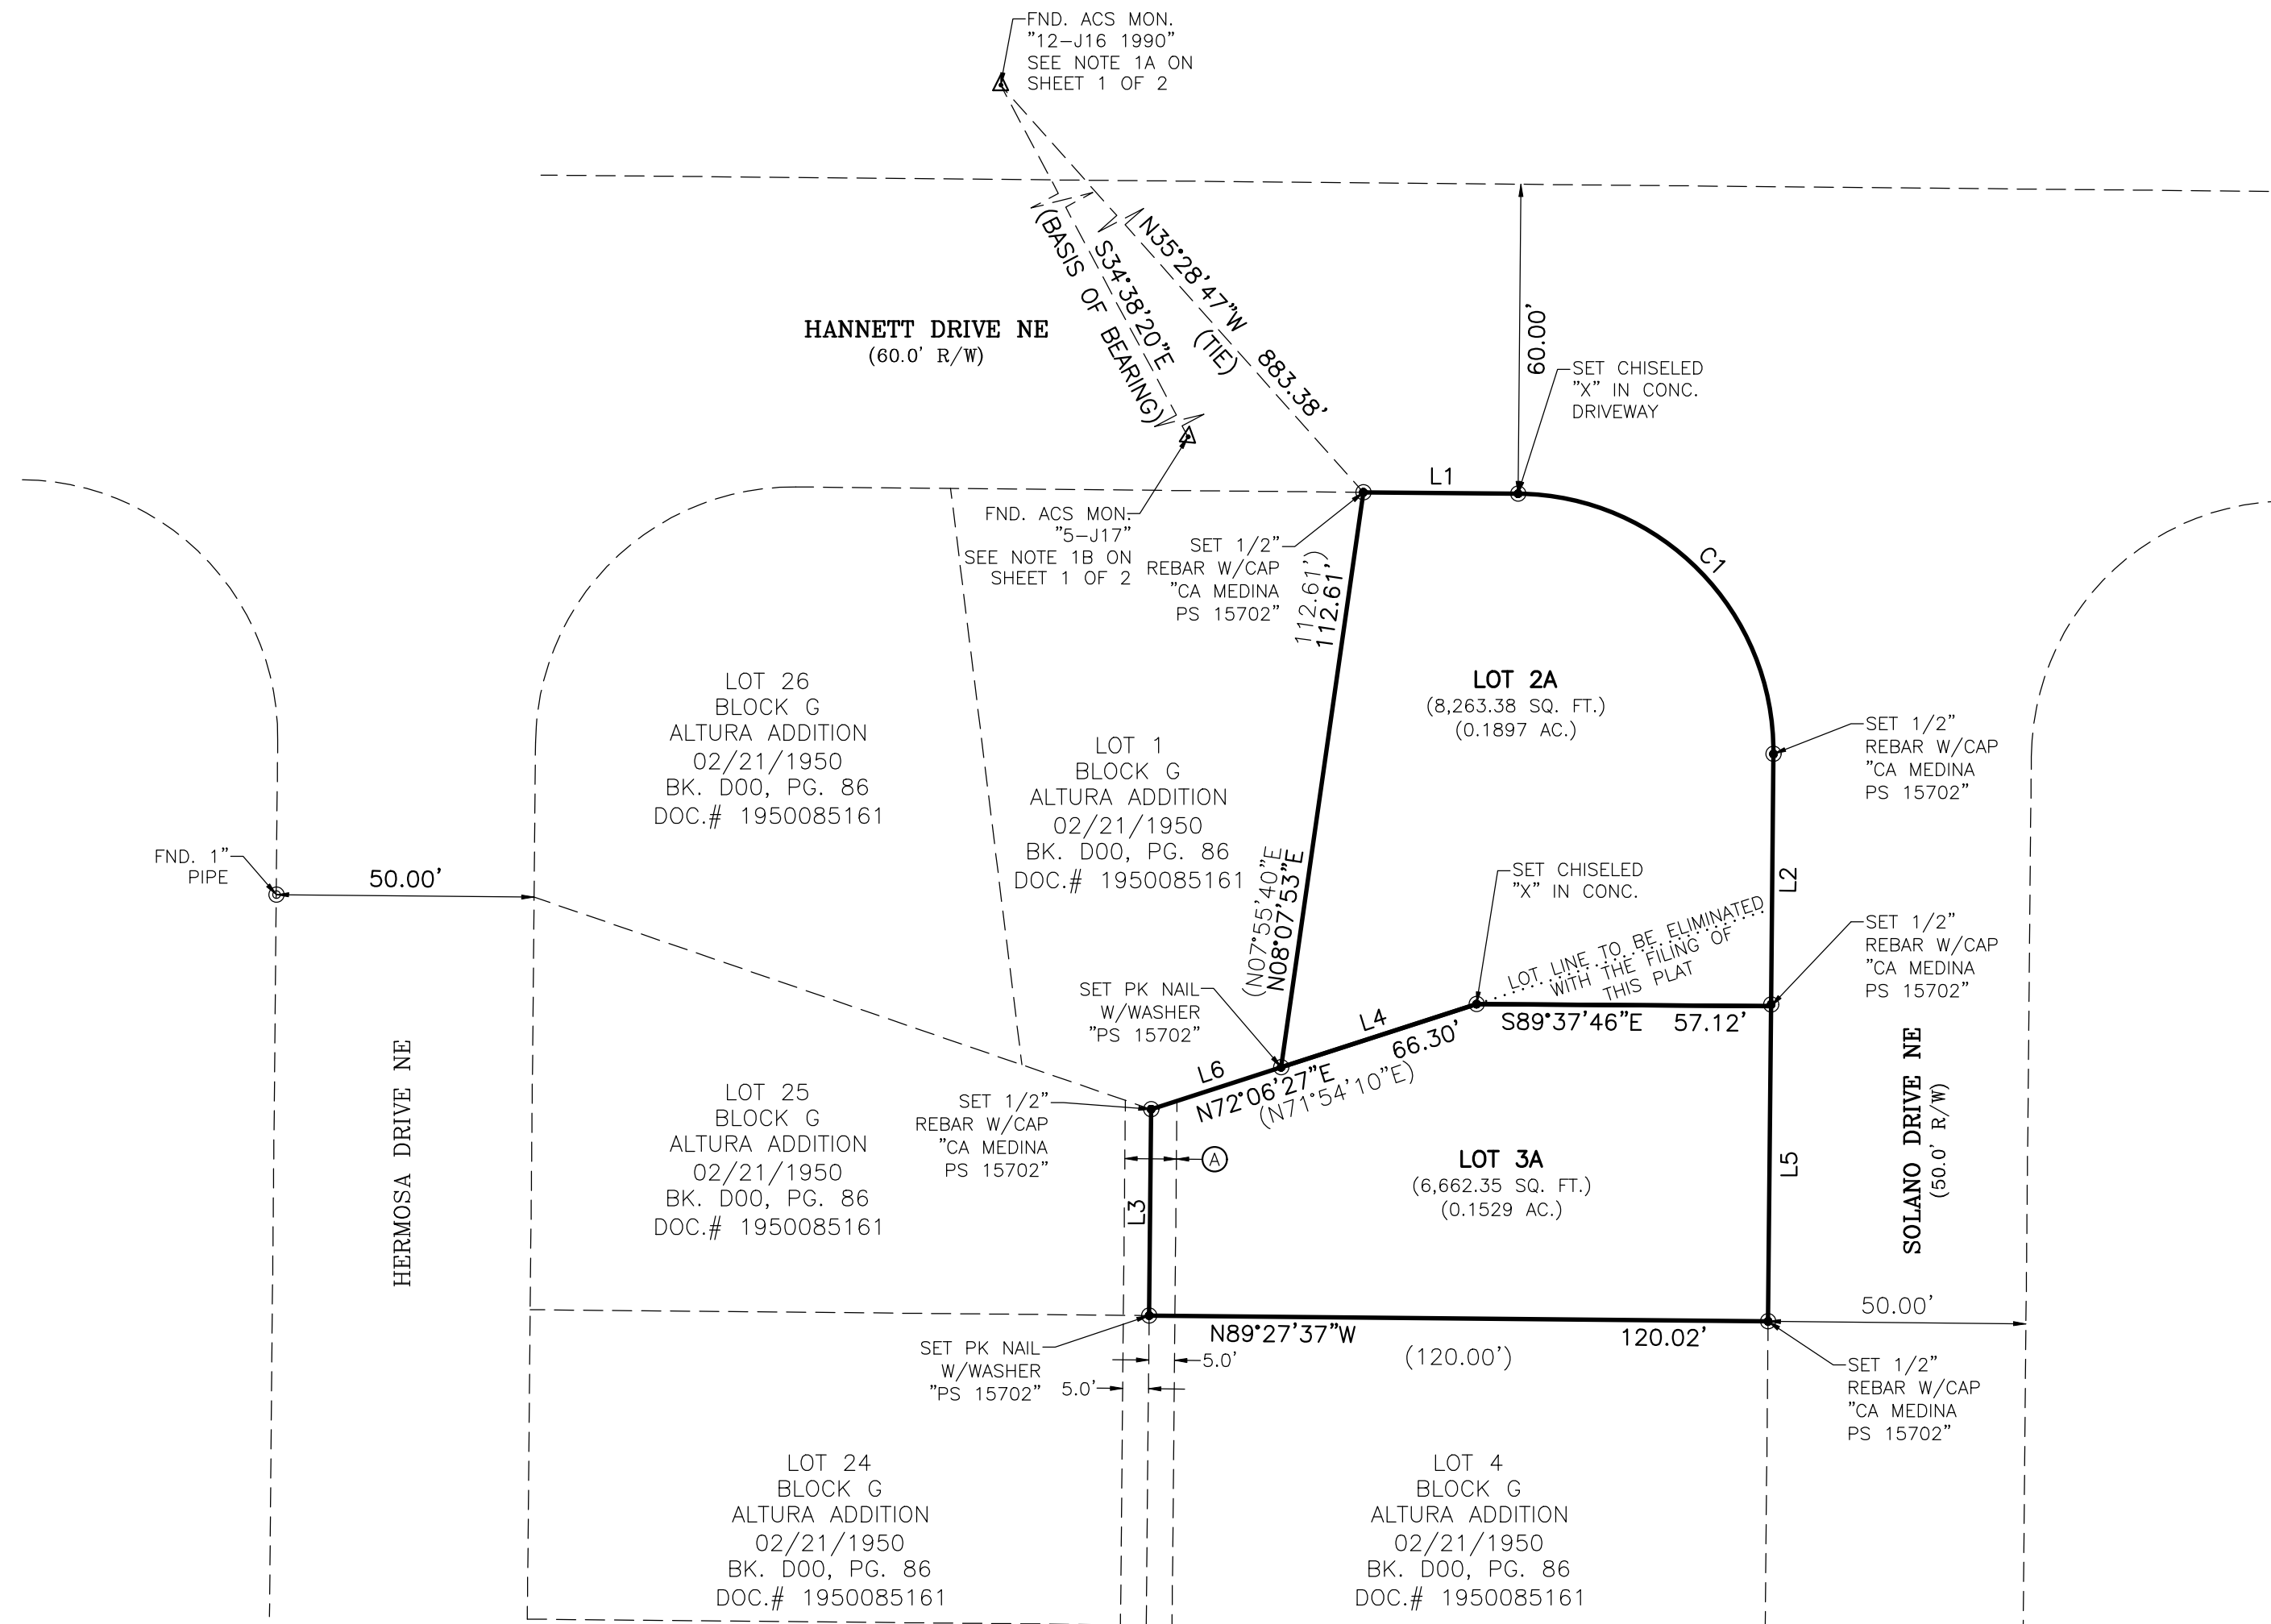 FND. ACS MON.
"12-J16 1990"
SEE NOTE 1A ON
SHEET 1 OF 2
N35°28'47"W
(TIE)
883.38'
S34°38'20"E
(BASIS OF BEARING)
HANNETT DRIVE NE
(60.0' R/W)
60.00'
SET CHISELED
"X" IN CONC.
DRIVEWAY
L1
C1
FND. ACS MON.
"5-J17"
SEE NOTE 1B ON
SHEET 1 OF 2
SET 1/2"
REBAR W/CAP
"CA MEDINA
PS 15702"
(112.61')
112.61'
LOT 26
BLOCK G
ALTURA ADDITION
02/21/1950
BK. D00, PG. 86
DOC.# 1950085161
LOT 1
BLOCK G
ALTURA ADDITION
02/21/1950
BK. D00, PG. 86
DOC.# 1950085161
LOT 2A
(8,263.38 SQ. FT.)
(0.1897 AC.)
SET 1/2"
REBAR W/CAP
"CA MEDINA
PS 15702"
FND. 1"
PIPE
50.00'
(N07°55'40"E
N08°07'53"E
SET CHISELED
"X" IN CONC.
L2
LOT LINE TO BE ELIMINATED
WITH THE FILING OF
THIS PLAT
SET 1/2"
REBAR W/CAP
"CA MEDINA
PS 15702"
SET PK NAIL
W/WASHER
"PS 15702"
L4
66.30'
S89°37'46"E 57.12'
L6
N72°06'27"E
(N71°54'10"E)
HERMOSA DRIVE NE
LOT 25
BLOCK G
ALTURA ADDITION
02/21/1950
BK. D00, PG. 86
DOC.# 1950085161
SET 1/2"
REBAR W/CAP
"CA MEDINA
PS 15702"
A
L3
LOT 3A
(6,662.35 SQ. FT.)
(0.1529 AC.)
L5
SOLANO DRIVE NE
(50.0' R/W)
50.00'
N89°27'37"W 120.02'
(120.00')
SET PK NAIL
W/WASHER
"PS 15702"
5.0'
5.0'
SET 1/2"
REBAR W/CAP
"CA MEDINA
PS 15702"
LOT 24
BLOCK G
ALTURA ADDITION
02/21/1950
BK. D00, PG. 86
DOC.# 1950085161
LOT 4
BLOCK G
ALTURA ADDITION
02/21/1950
BK. D00, PG. 86
DOC.# 1950085161